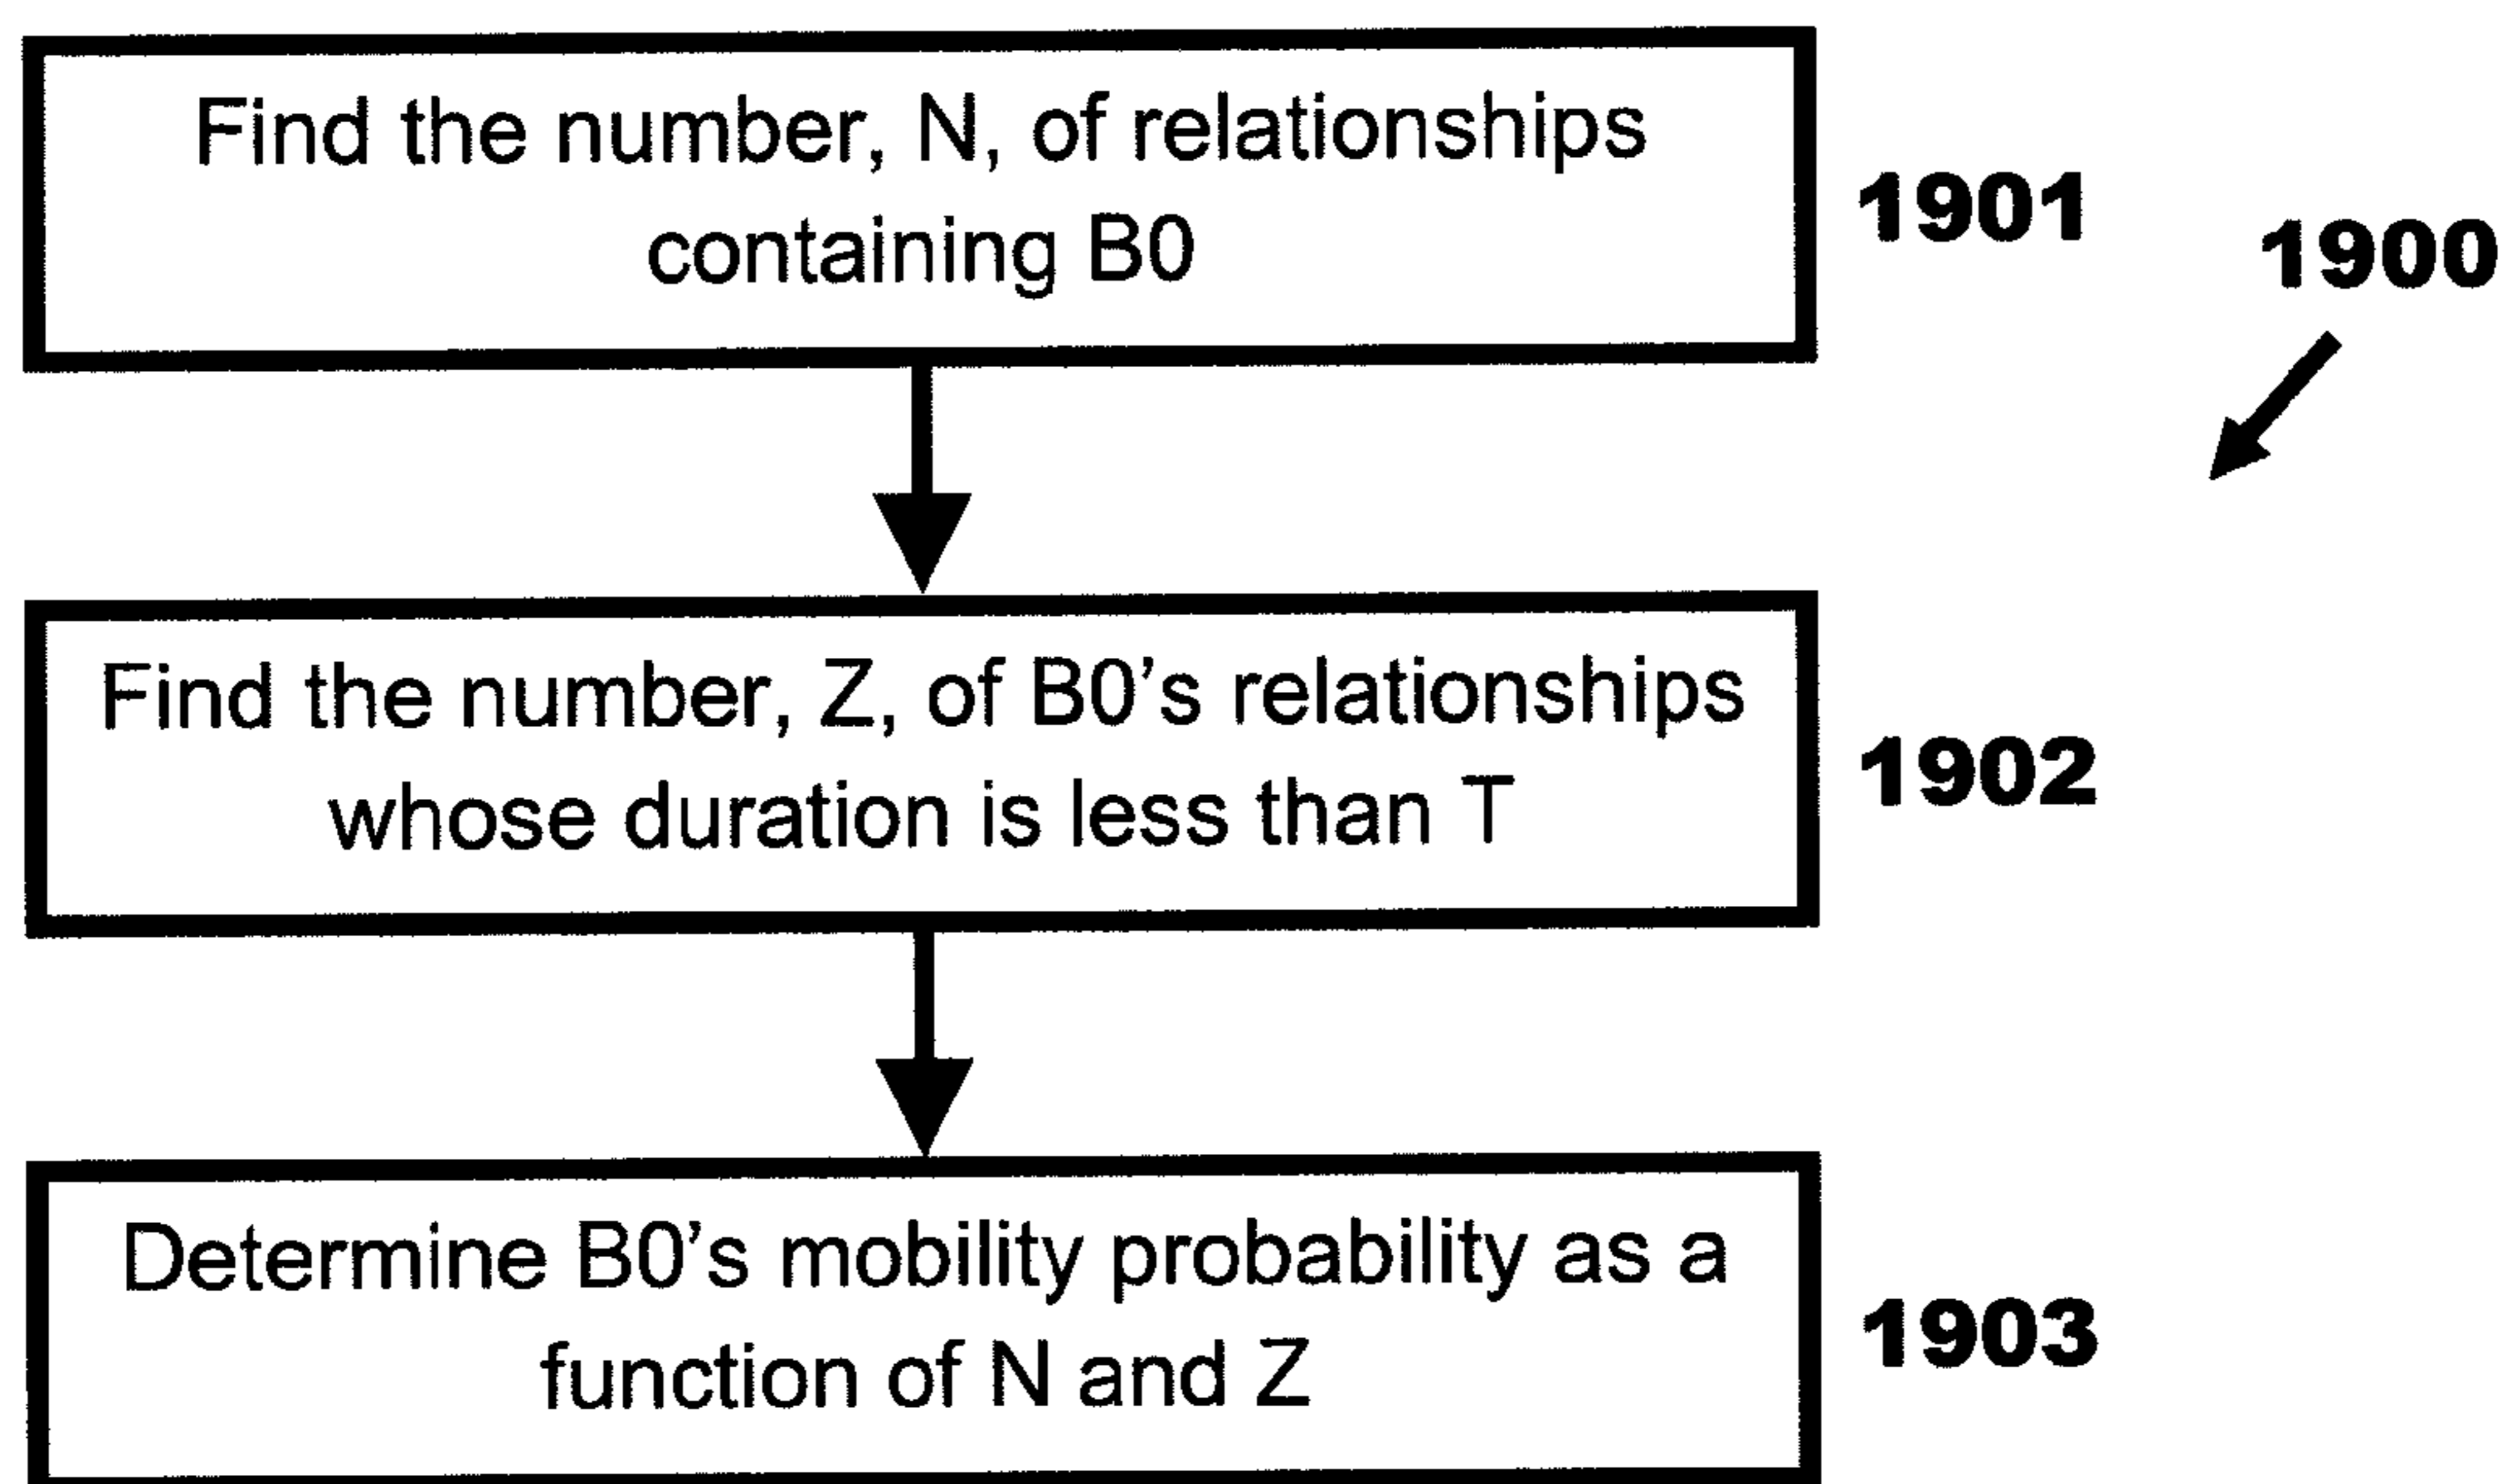 Find the number, N, of relationships
containing B0
1901
1900
Find the number, Z, of B0's relationships
whose duration is less than T
1902
Determine B0's mobility probability as a
function of N and Z
1903